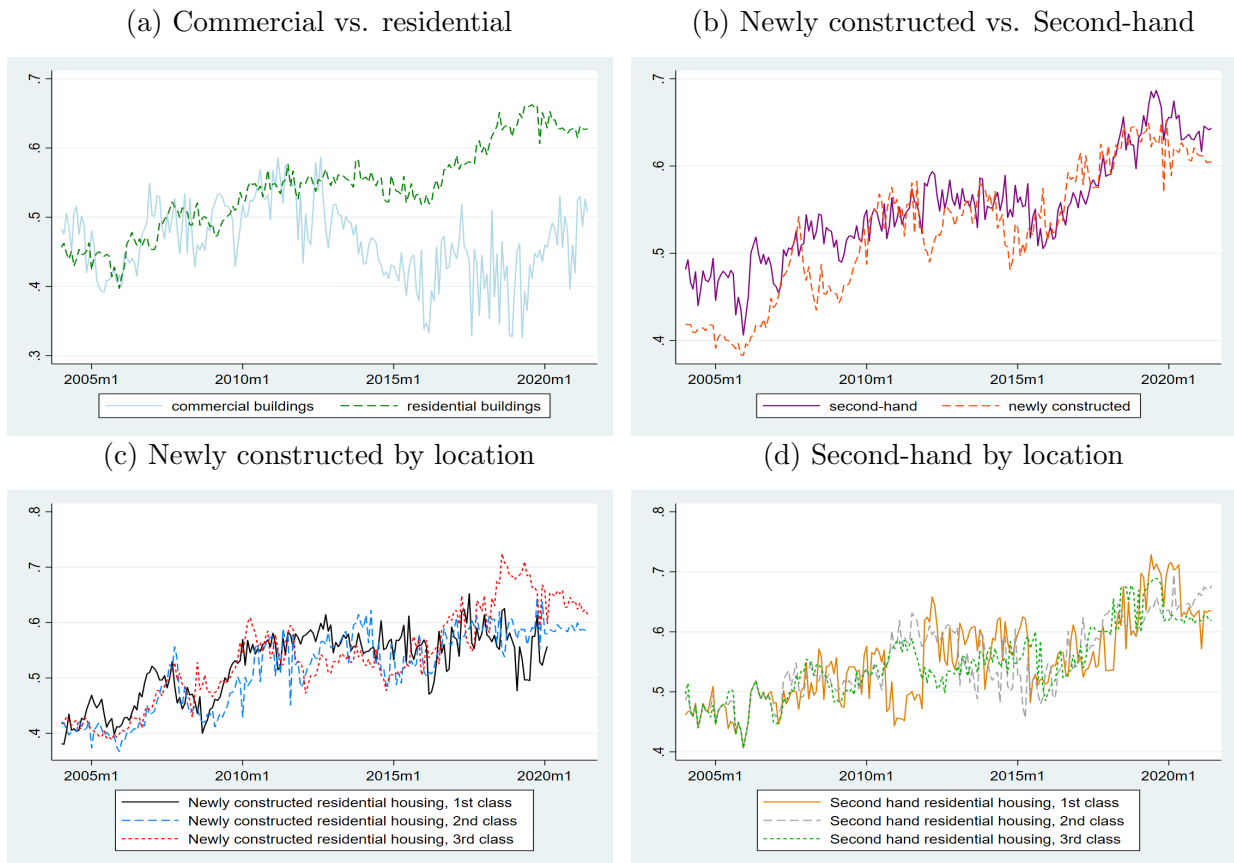 (a) Commercial vs. residential
(b) Newly constructed vs. Second-hand
.7
.6
.5
.4
.3
2005m1 2010m1 2015m1 2020m1
commercial buildings residential buildings
.7
.6
.5
.4
2005m1 2010m1 2015m1 2020m1
second-hand newly constructed
(c) Newly constructed by location
(d) Second-hand by location
.8
.7
.6
.5
.4
2005m1 2010m1 2015m1 2020m1
Newly constructed residential housing, 1st class
Newly constructed residential housing, 2nd class
Newly constructed residential housing, 3rd class
.8
.7
.6
.5
.4
2005m1 2010m1 2015m1 2020m1
Second hand residential housing, 1st class
Second hand residential housing, 2nd class
Second hand residential housing, 3rd class